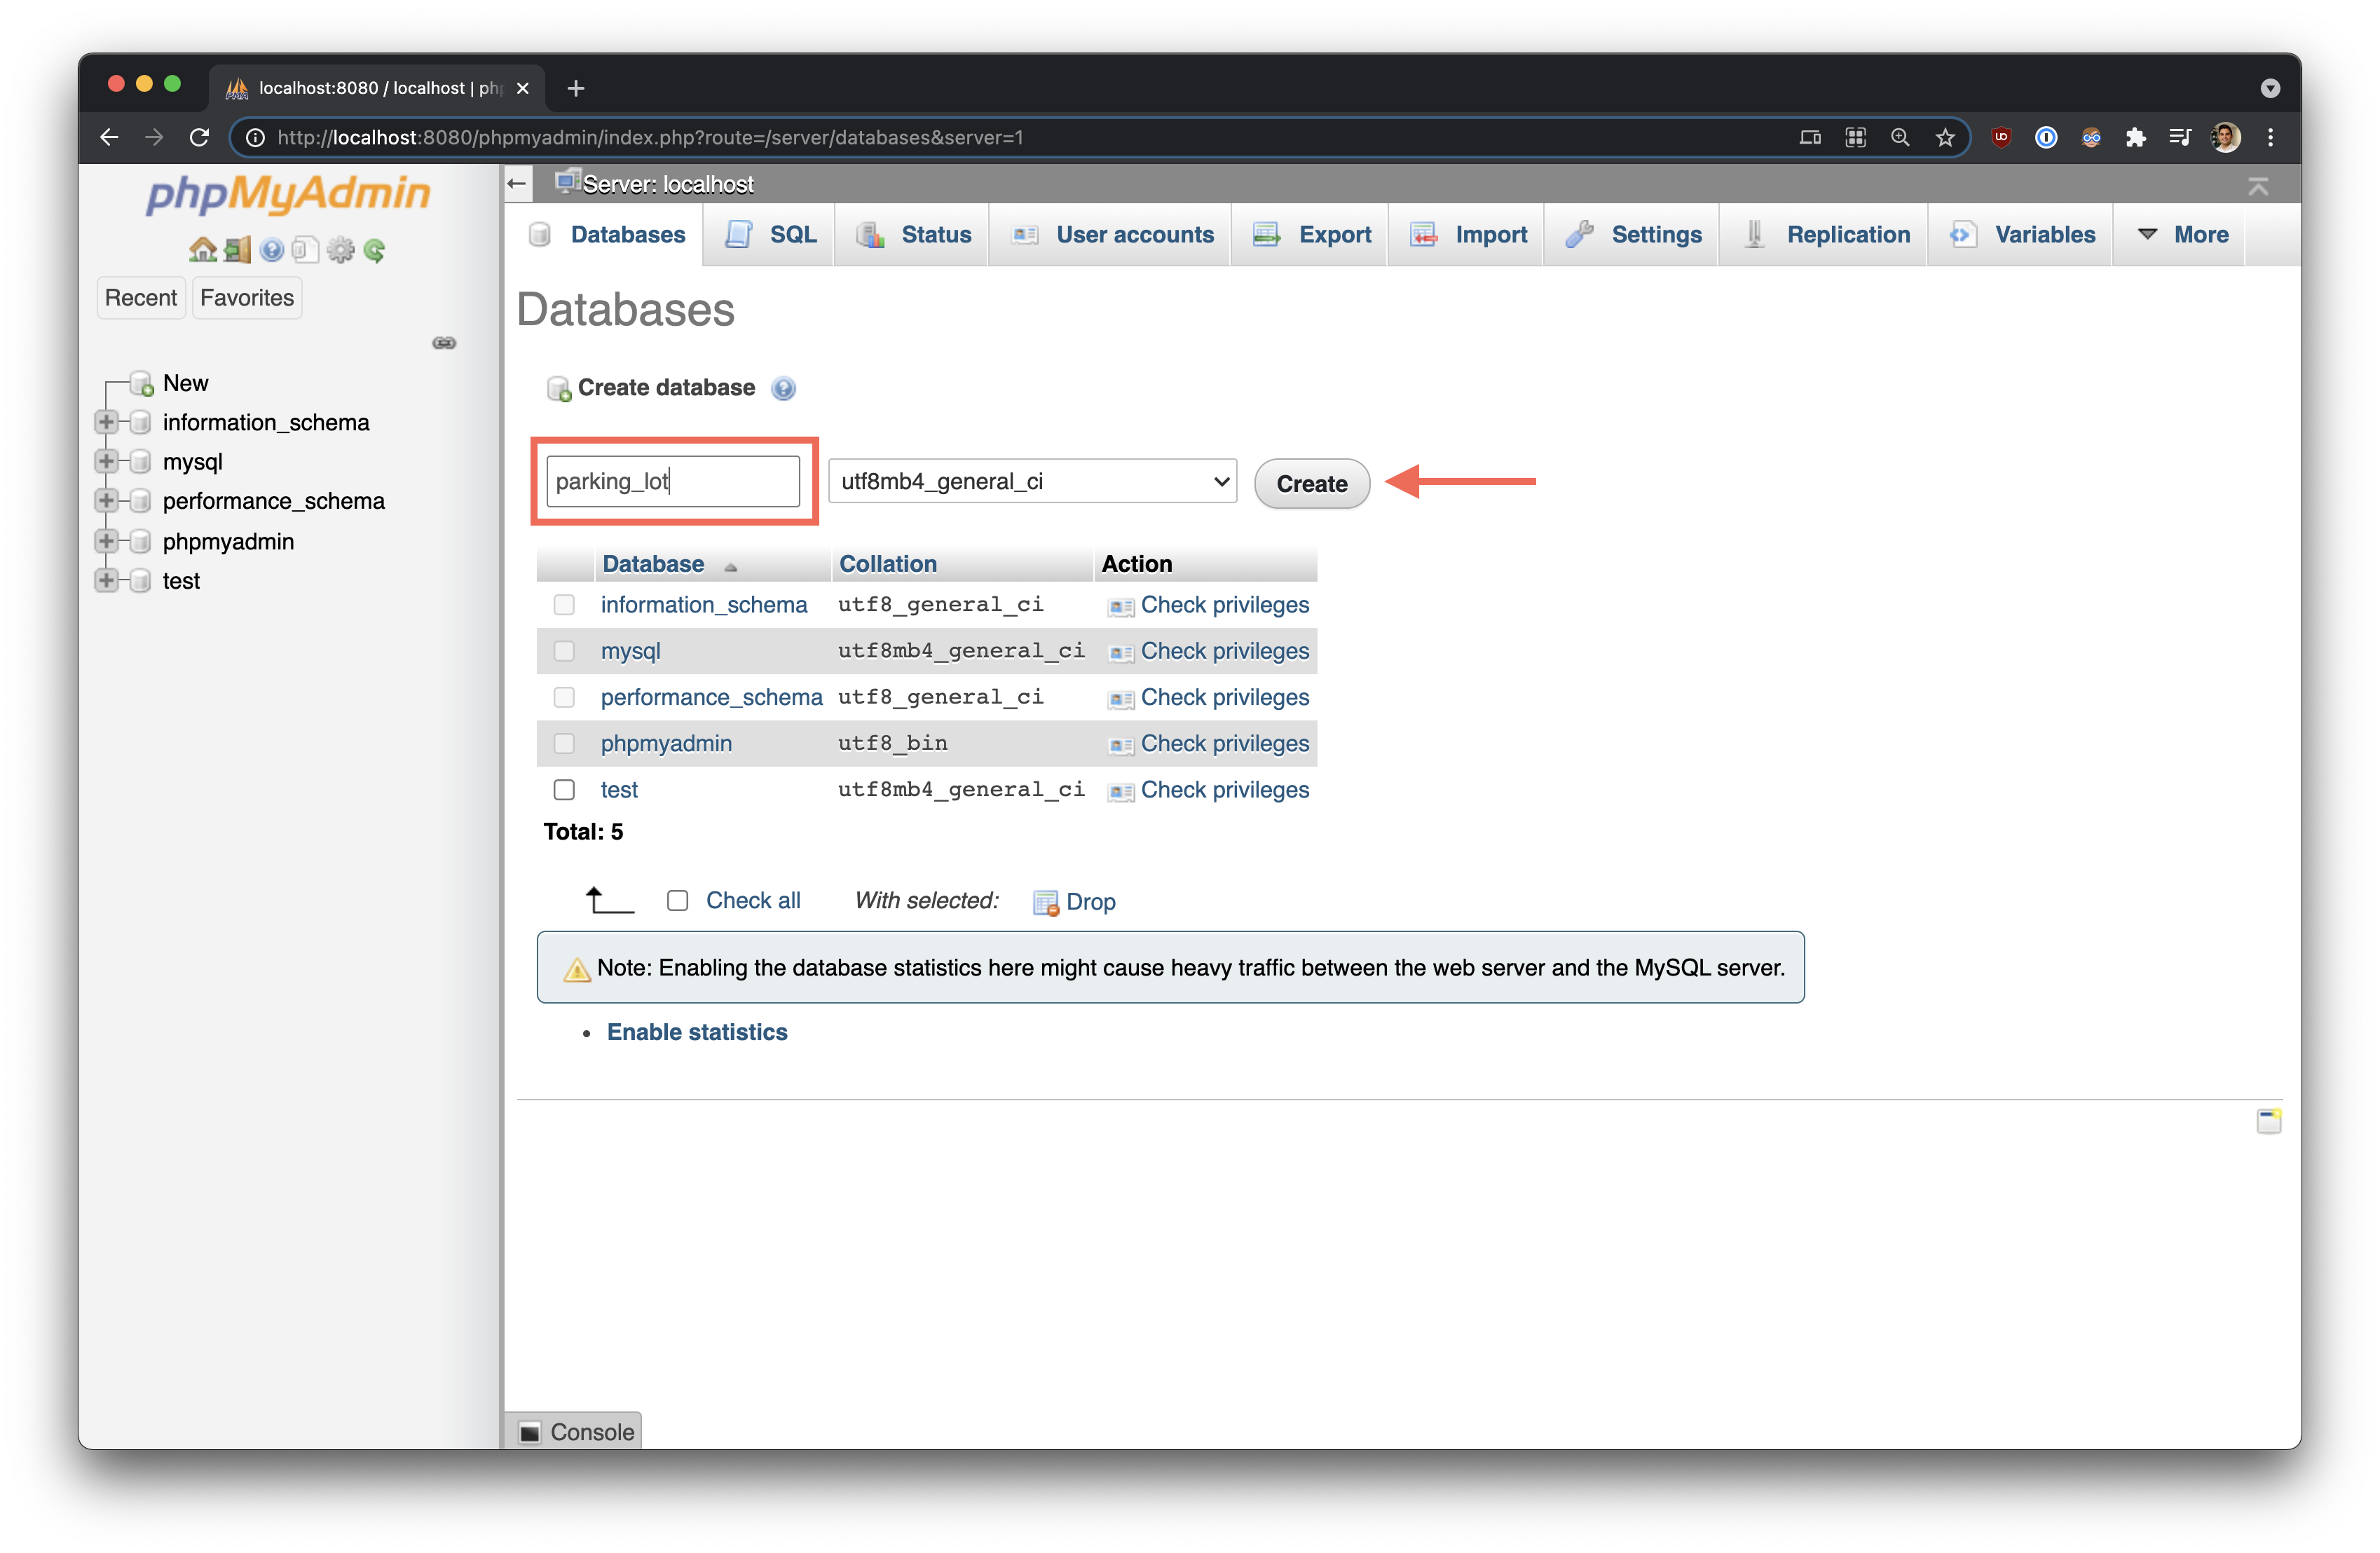 localhost:8080 / localhost | php
http://localhost:8080/phpmyadmin/index.php?route=/server/databases&server=1
phpMyAdmin
Recent Favorites
New
information_schema
mysql
performance_schema
phpmyadmin
test
Server: localhost
Databases SQL Status User accounts Export Import Settings Replication Variables More
Databases
Create database
parking_lot utf8mb4_general_ci Create
Database Collation Action
information_schema utf8_general_ci Check privileges
mysql utf8mb4_general_ci Check privileges
performance_schema utf8_general_ci Check privileges
phpmyadmin utf8_bin Check privileges
test utf8mb4_general_ci Check privileges
Total: 5
Check all With selected: Drop
Note: Enabling the database statistics here might cause heavy traffic between the web server and the MySQL server.
• Enable statistics
Console